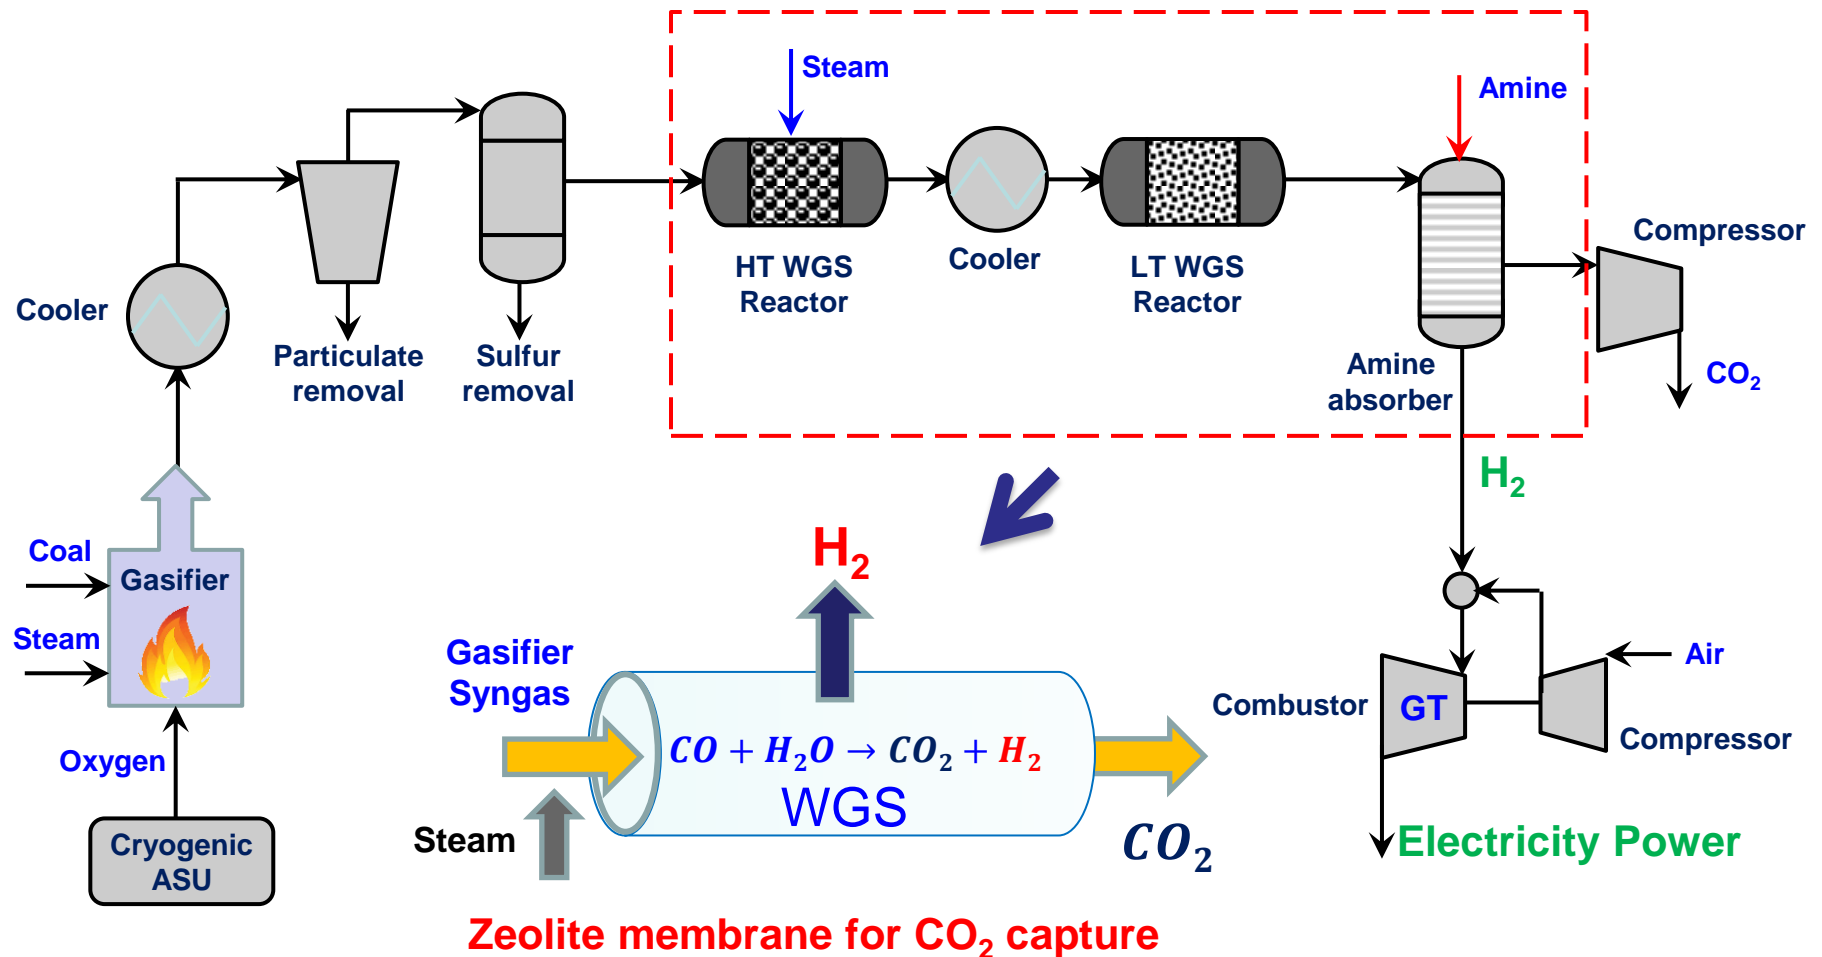 Steam
Amine
Compressor
HT WGS
Reactor
Cooler
LT WGS
Reactor
Cooler
Particulate
removal
Sulfur
removal
Amine
absorber
CO₂
H₂
Coal
Gasifier
Steam
Oxygen
Cryogenic
ASU
H₂
Gasifier
Syngas
CO + H₂O → CO₂ + H₂
WGS
Steam
CO₂
Air
Combustor
GT
Compressor
Electricity Power
Zeolite membrane for CO₂ capture